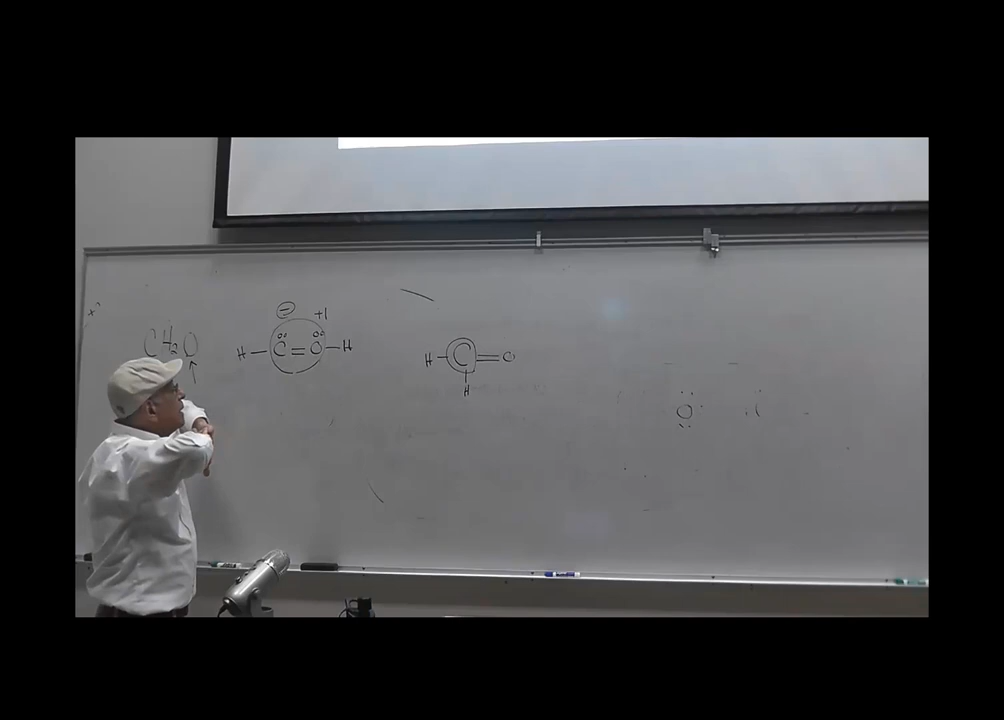 CH2O
⊖ +1
H — C = O — H
H — C = O
H
O